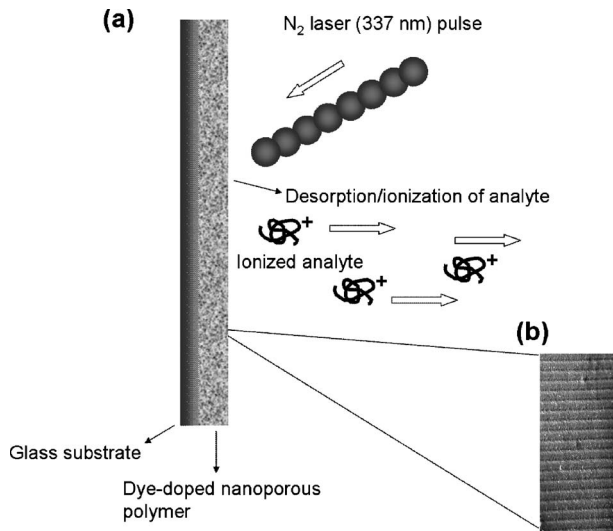 (a)
N₂ laser (337 nm) pulse
Desorption/ionization of analyte
+
Ionized analyte
+
+
(b)
Glass substrate
Dye-doped nanoporous
polymer